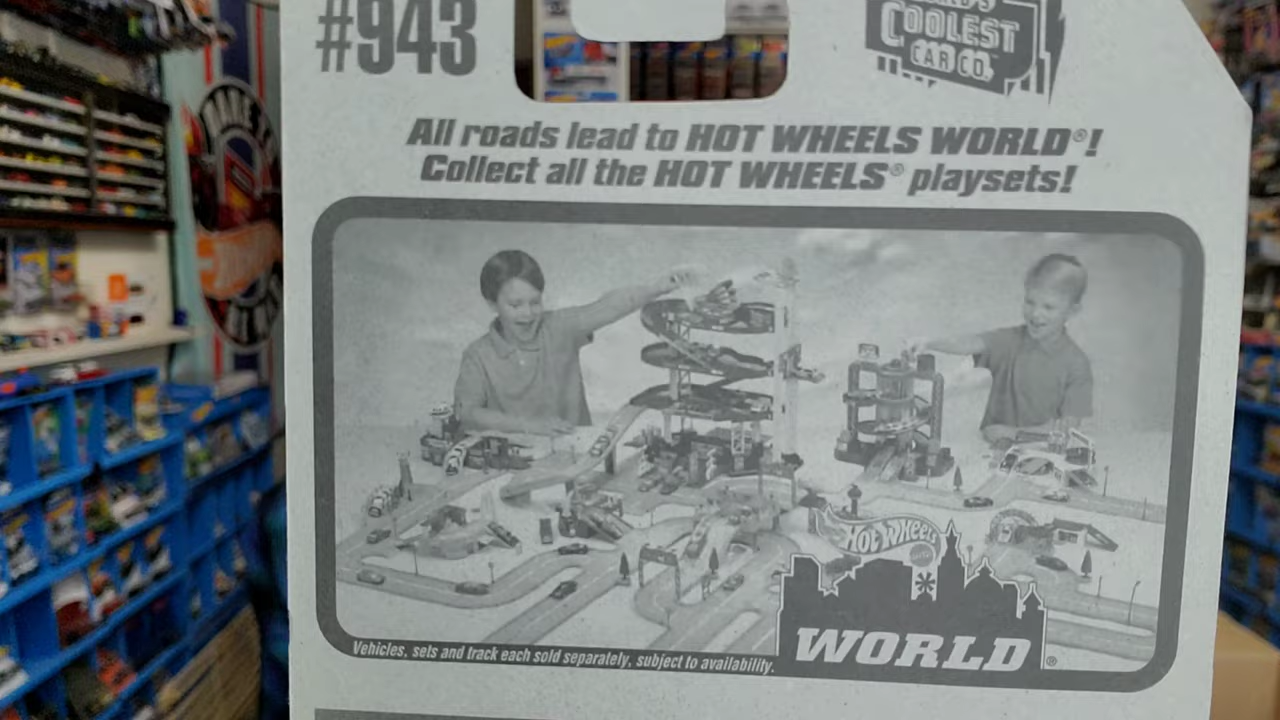 #943
COOLEST
CAR CO.
All roads lead to HOT WHEELS WORLD®!
Collect all the HOT WHEELS® playsets!
HOT WHEELS
WORLD®
Vehicles, sets and track each sold separately, subject to availability.